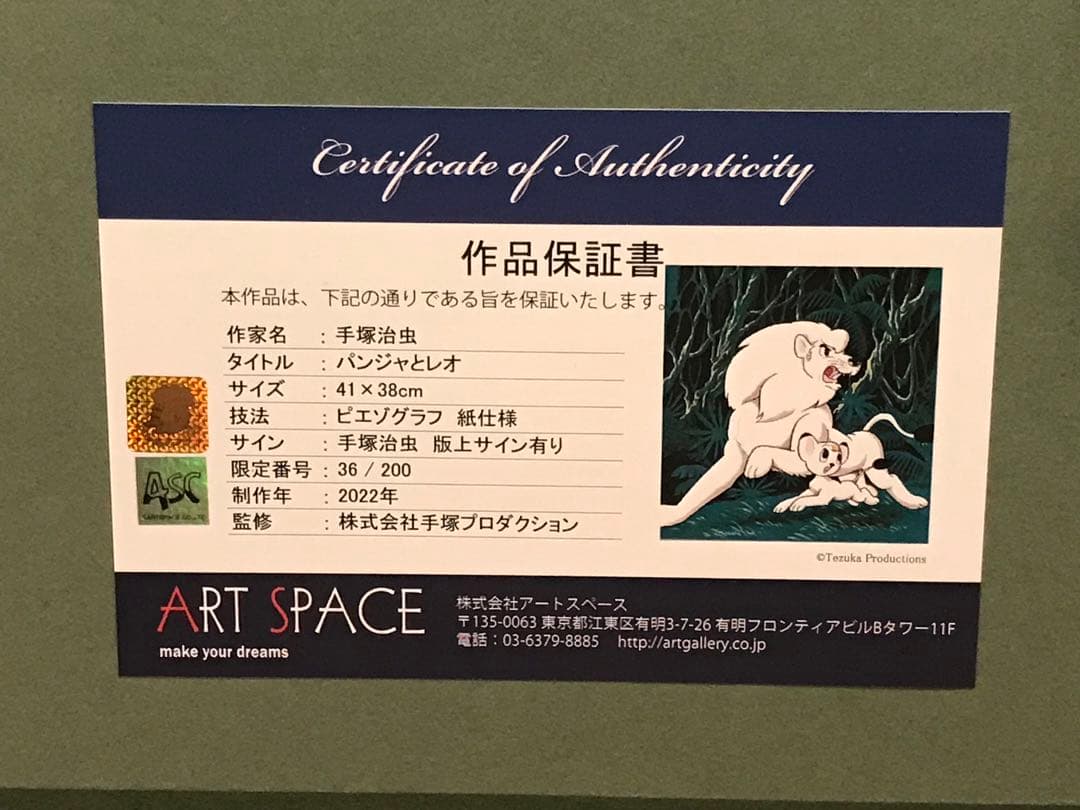 Certificate of Authenticity
作品保証書
本作品は、下記の通りである旨を保証いたします。
作家名 : 手塚治虫
タイトル : パンジャとレオ
サイズ : 41×38cm
技法 : ピエゾグラフ 紙仕様
サイン : 手塚治虫 版上サイン有り
限定番号 : 36 / 200
制作年 : 2022年
監修 : 株式会社手塚プロダクション
ASC
©Tezuka Productions
ART SPACE
make your dreams
株式会社アートスペース
〒135-0063 東京都江東区有明3-7-26 有明フロンティアビルBタワー11F
電話：03-6379-8885 http://artgallery.co.jp